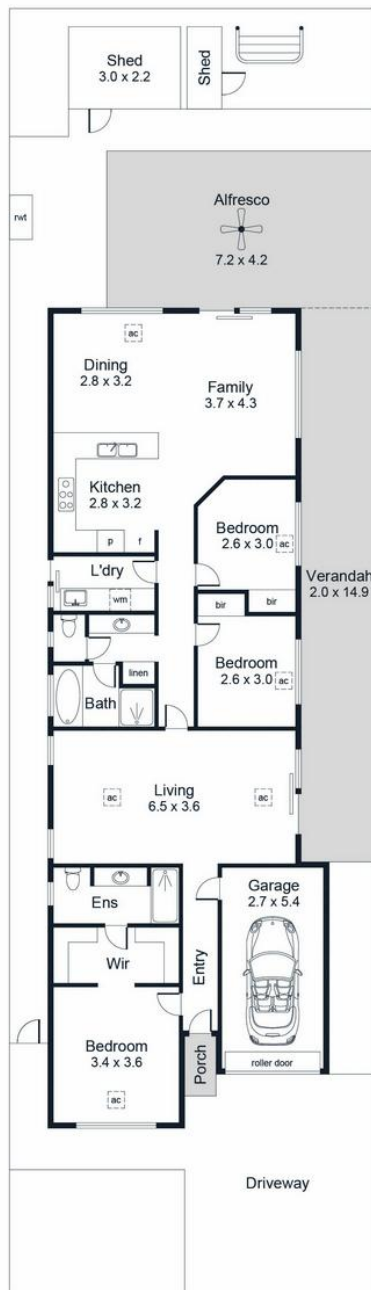 Shed
3.0 x 2.2
Shed
rwt
Alfresco
7.2 x 4.2
ac
Dining
2.8 x 3.2
Family
3.7 x 4.3
Kitchen
2.8 x 3.2
p f
Bedroom
2.6 x 3.0
ac
L'dry
wm
bir
bir
Verandah
2.0 x 14.9
Bedroom
2.6 x 3.0
ac
linen
Bath
Living
6.5 x 3.6
ac
ac
Ens
Garage
2.7 x 5.4
Wir
Entry
Bedroom
3.4 x 3.6
ac
Porch
roller door
Driveway